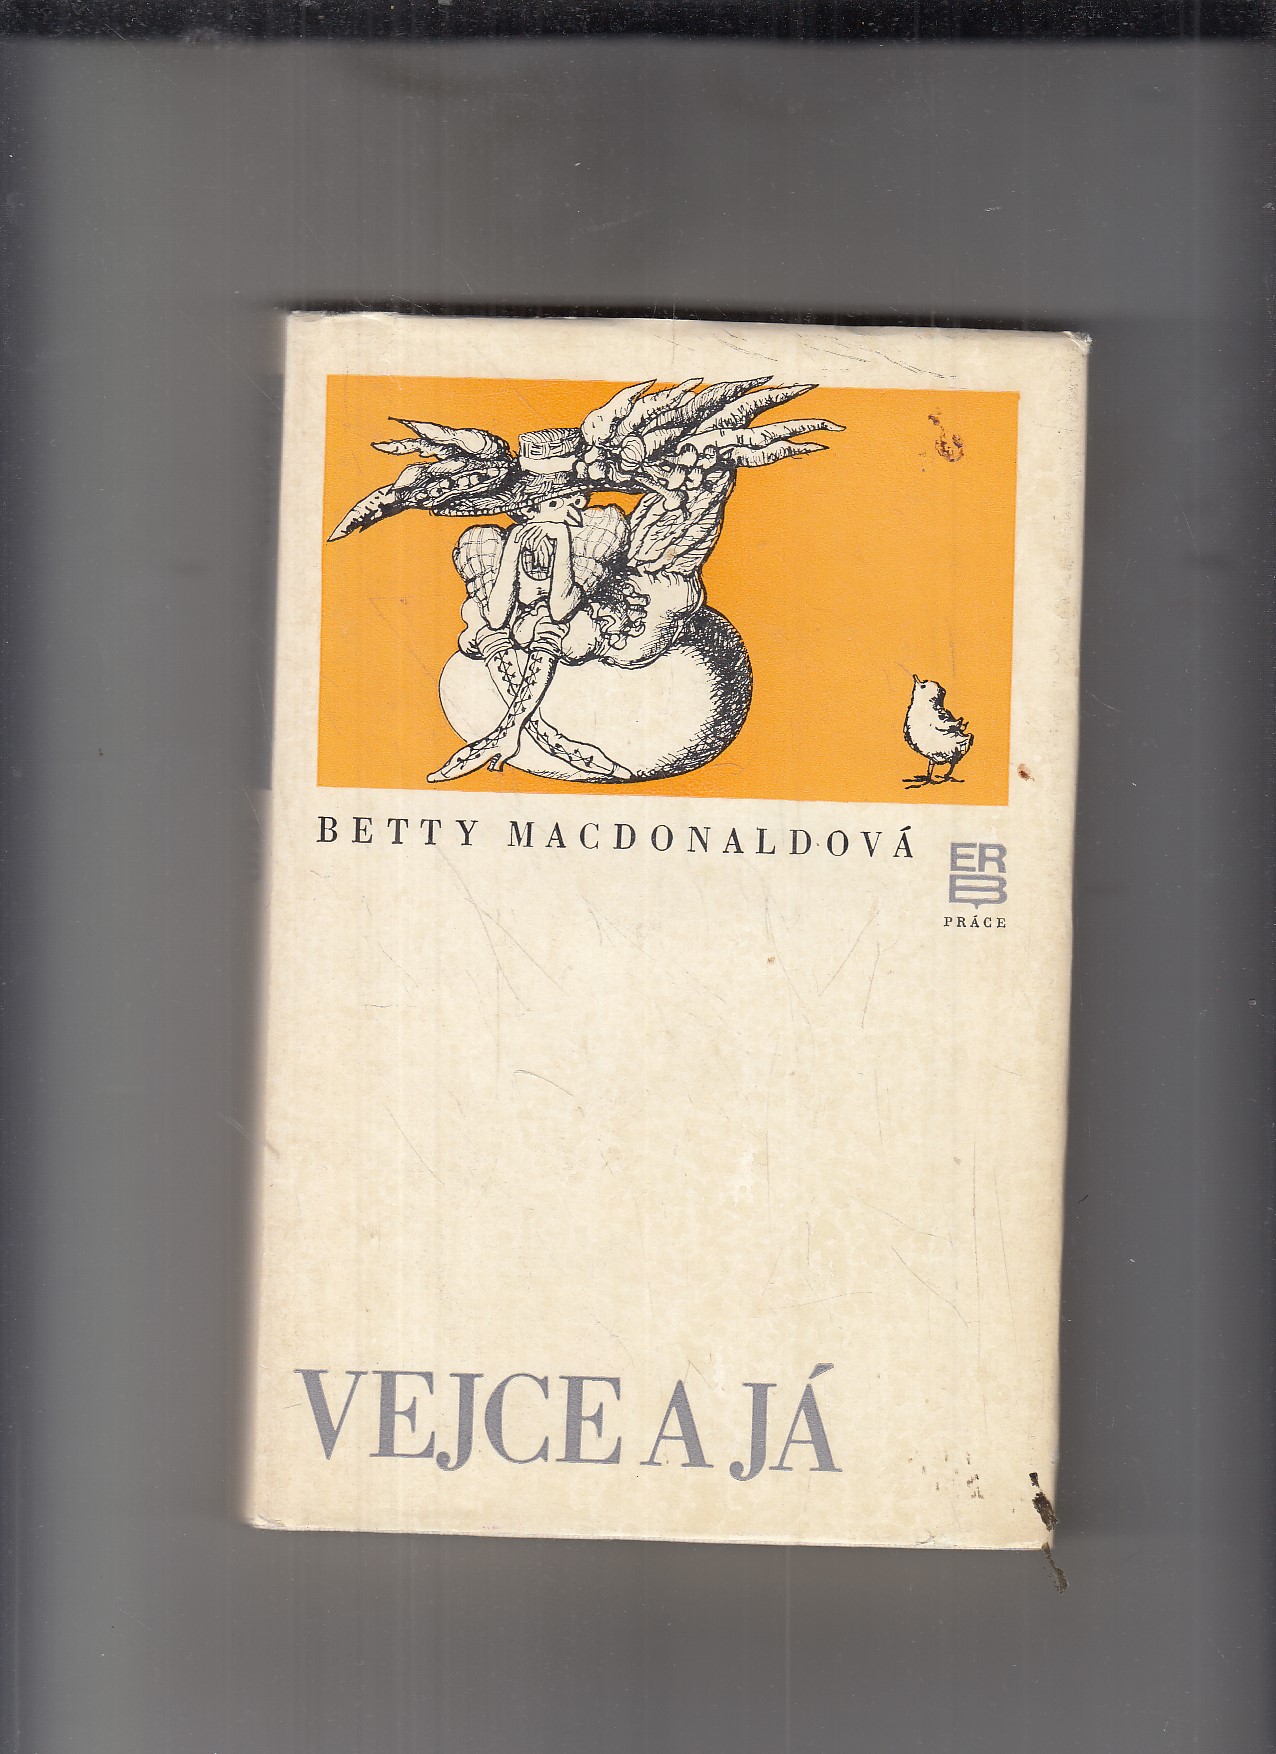 BETTY MACDONALDOVÁ
ER
B
PRÁCE
VEJCE A JÁ